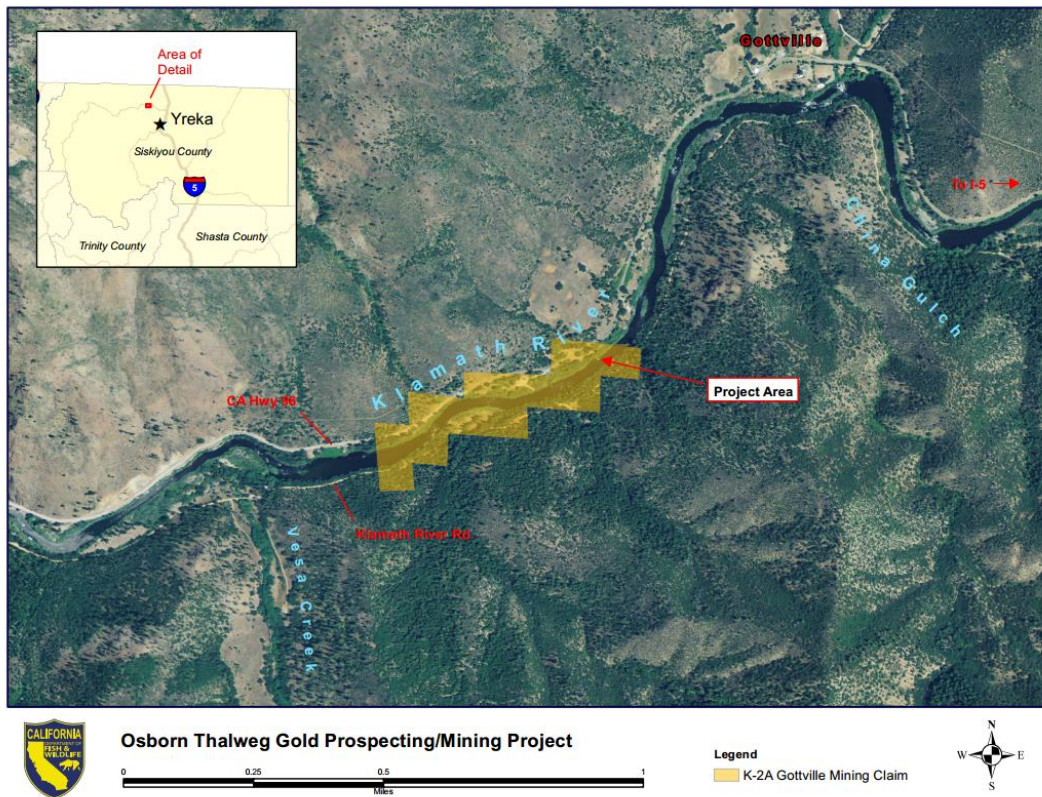 Gottville
Area of
Detail
Yreka
Siskiyou County
5
Trinity County
Shasta County
To I-5
China Gulch
Klamath River
Project Area
CA Hwy 96
Klamath River Rd
Vesa Creek
CALIFORNIA
DEPARTMENT OF
FISH &
WILDLIFE
Osborn Thalweg Gold Prospecting/Mining Project
0 0.25 0.5 1
Miles
Legend
K-2A Gottville Mining Claim
N
W E
S